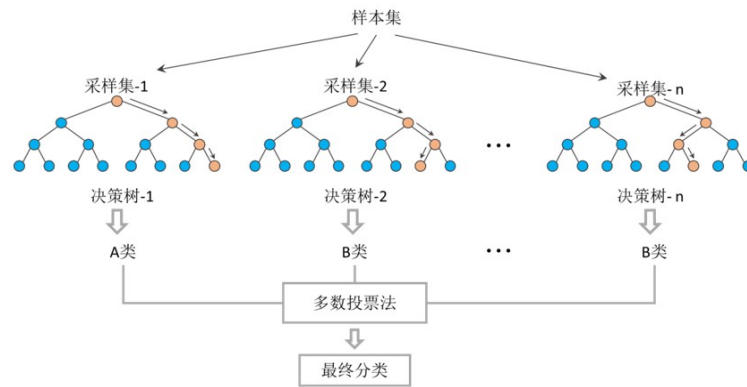 样本集
采样集-1
采样集-2
采样集- n
...
决策树-1
决策树-2
决策树- n
A类
B类
...
B类
多数投票法
最终分类